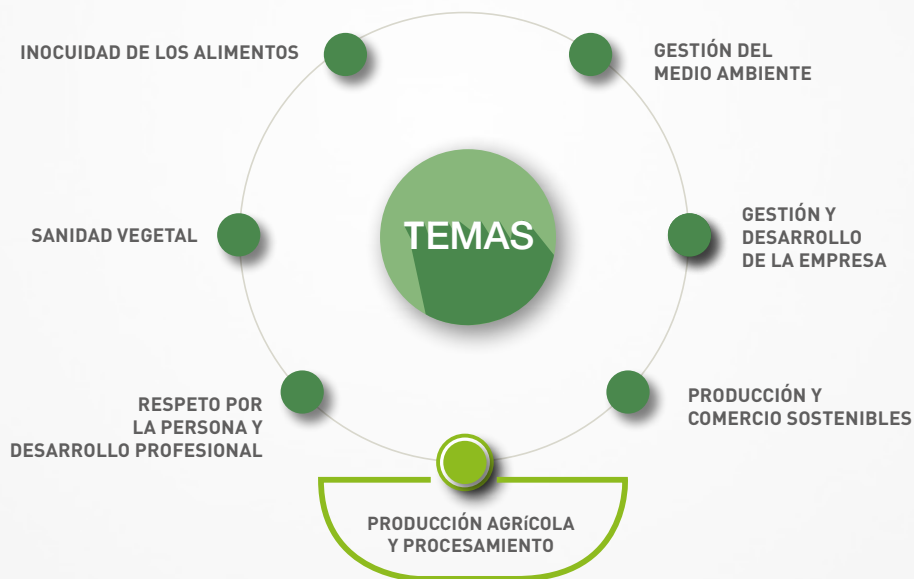 INOCUIDAD DE LOS ALIMENTOS
GESTIÓN DEL
MEDIO AMBIENTE
TEMAS
SANIDAD VEGETAL
GESTIÓN Y
DESARROLLO
DE LA EMPRESA
RESPETO POR
LA PERSONA Y
DESARROLLO PROFESIONAL
PRODUCCIÓN Y
COMERCIO SOSTENIBLES
PRODUCCIÓN AGRíCOLA
Y PROCESAMIENTO